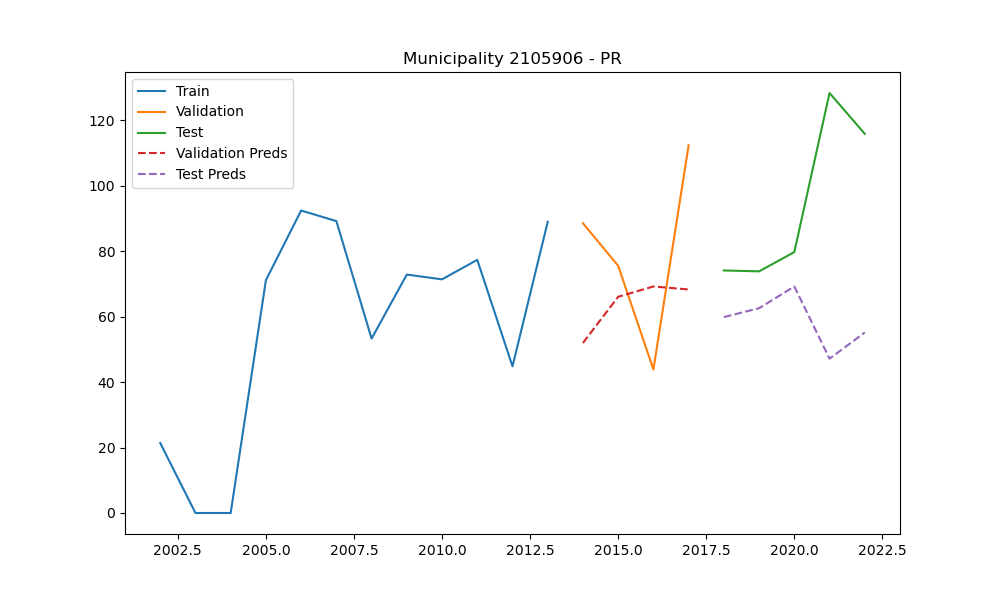 Municipality 2105906 - PR
Train
Validation
Test
Validation Preds
Test Preds
120
100
80
60
40
20
0
2002.5 2005.0 2007.5 2010.0 2012.5 2015.0 2017.5 2020.0 2022.5